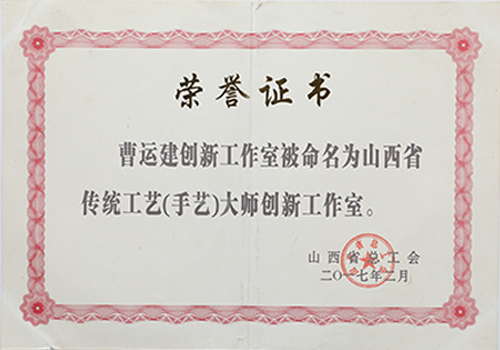 荣誉证书
曹运建创新工作室被命名为山西省
传统工艺(手艺)大师创新工作室。
山西省总工会
二〇一七年二月